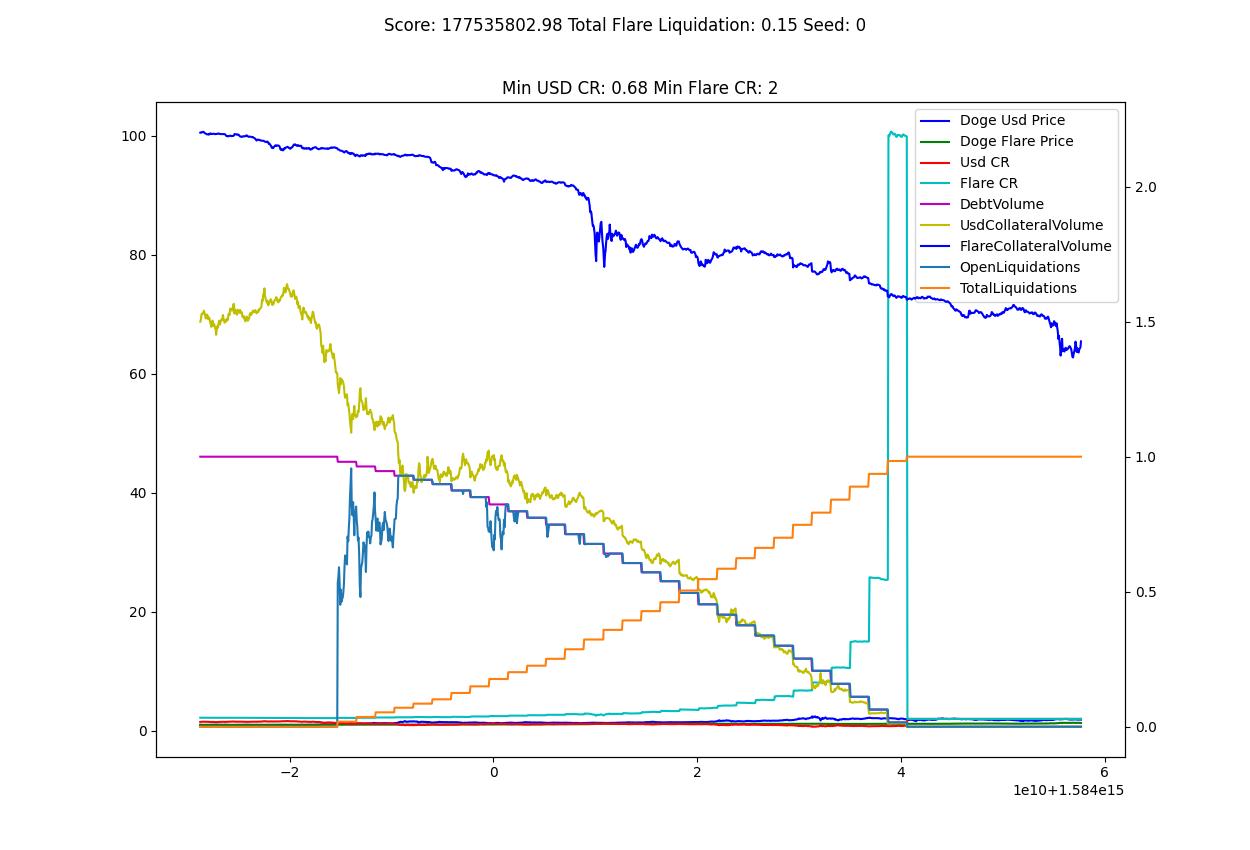 Score: 177535802.98 Total Flare Liquidation: 0.15 Seed: 0
Min USD CR: 0.68 Min Flare CR: 2
100
80
60
40
20
0
Doge Usd Price
Doge Flare Price
Usd CR
Flare CR
DebtVolume
UsdCollateralVolume
FlareCollateralVolume
OpenLiquidations
TotalLiquidations
2.0
1.5
1.0
0.5
0.0
−2
0
2
4
6
1e10+1.584e15